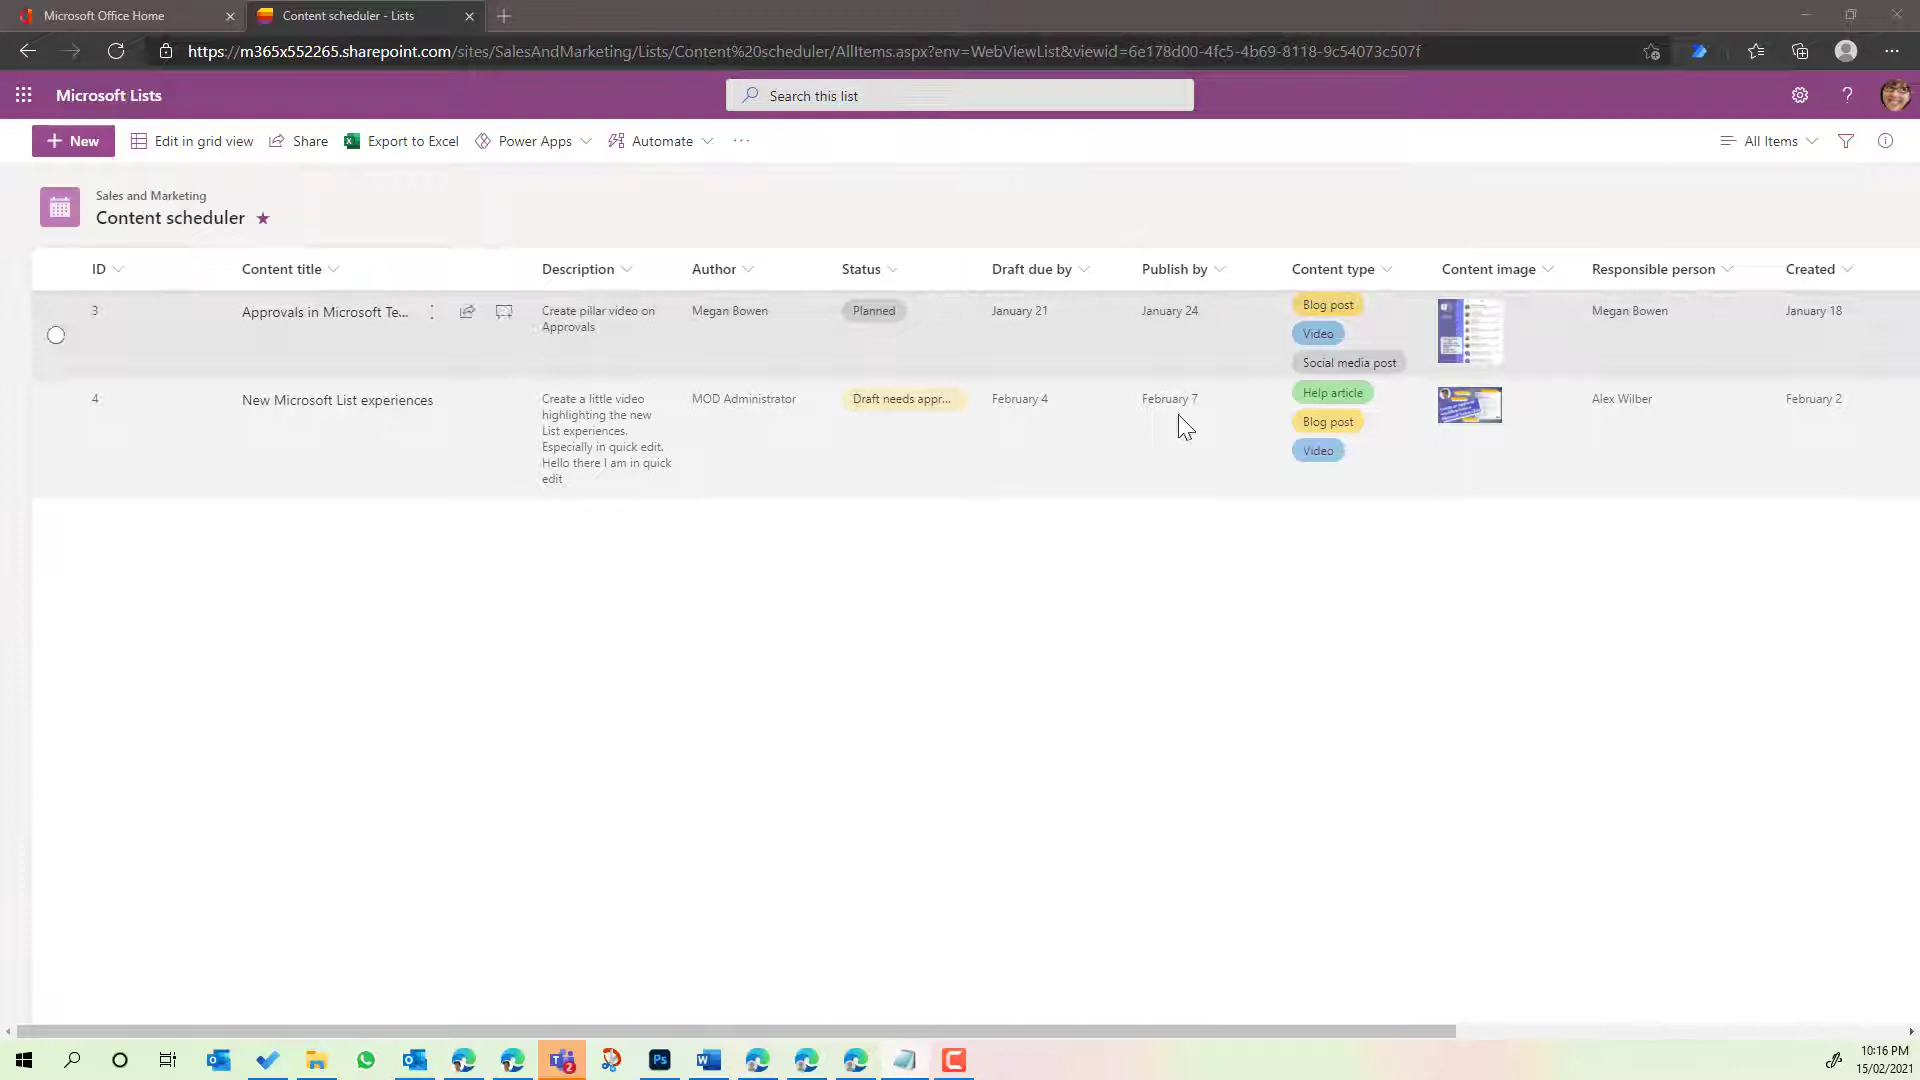 Microsoft Office Home
Content scheduler - Lists
https://m365x552265.sharepoint.com/sites/SalesAndMarketing/Lists/Content%20scheduler/AllItems.aspx?env=WebViewList&viewid=6e178d00-4fc5-4b69-8118-9c54073c507f
Microsoft Lists
Search this list
New
Edit in grid view
Share
Export to Excel
Power Apps
Automate
All Items
Sales and Marketing
Content scheduler
ID
Content title
Description
Author
Status
Draft due by
Publish by
Content type
Content image
Responsible person
Created
3
Approvals in Microsoft Te...
Create pillar video on
Approvals
Megan Bowen
Planned
January 21
January 24
Blog post
Video
Social media post
Megan Bowen
January 18
4
New Microsoft List experiences
Create a little video
highlighting the new
List experiences.
Especially in quick edit.
Hello there I am in quick
edit
MOD Administrator
Draft needs appr...
February 4
February 7
Help article
Blog post
Video
Alex Wilber
February 2
10:16 PM
15/02/2021